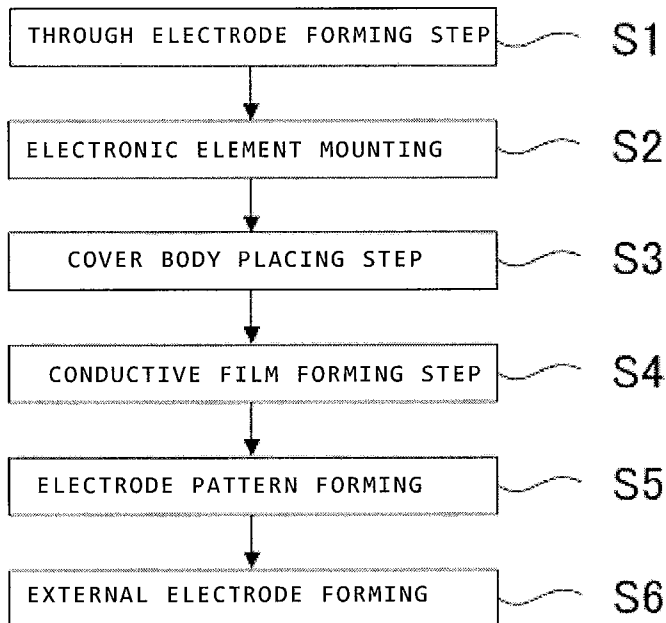 THROUGH ELECTRODE FORMING STEP S1
ELECTRONIC ELEMENT MOUNTING S2
COVER BODY PLACING STEP S3
CONDUCTIVE FILM FORMING STEP S4
ELECTRODE PATTERN FORMING S5
EXTERNAL ELECTRODE FORMING S6